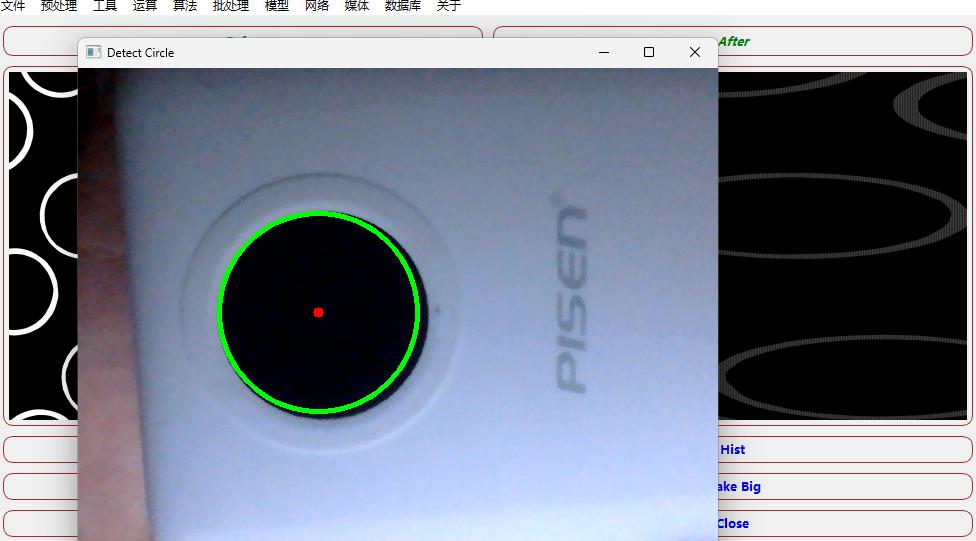 文件 预处理 工具 运算 算法 批处理 模型 网络 媒体 数据库 关于
After
Detect Circle
PISEN
Hist
ake Big
Close